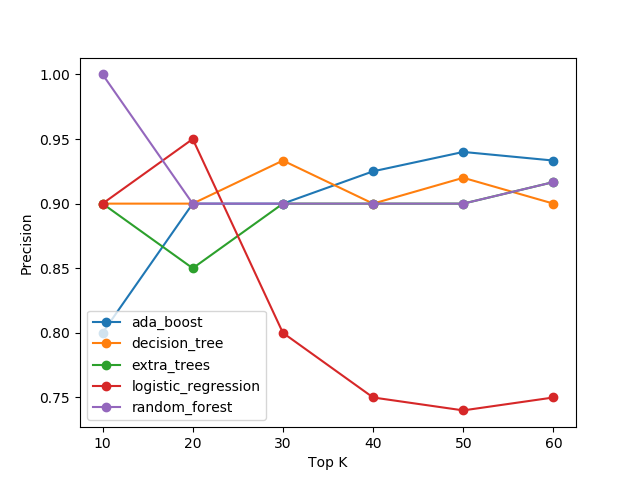 1.00
0.95
0.90
0.85
0.80
0.75
Precision
ada_boost
decision_tree
extra_trees
logistic_regression
random_forest
10 20 30 40 50 60
Top K